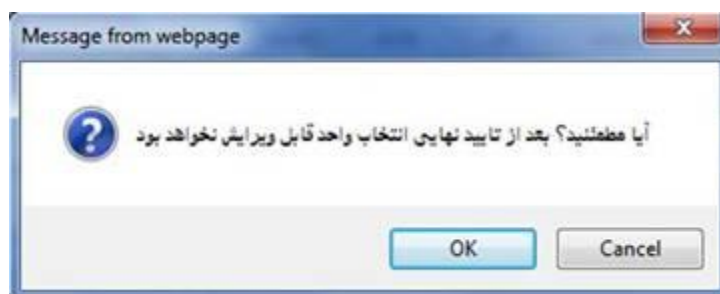 Message from webpage
آیا مطمئنید؟ بعد از تایید نهایی انتخاب واحد قابل ویرایش نخواهد بود
OK
Cancel